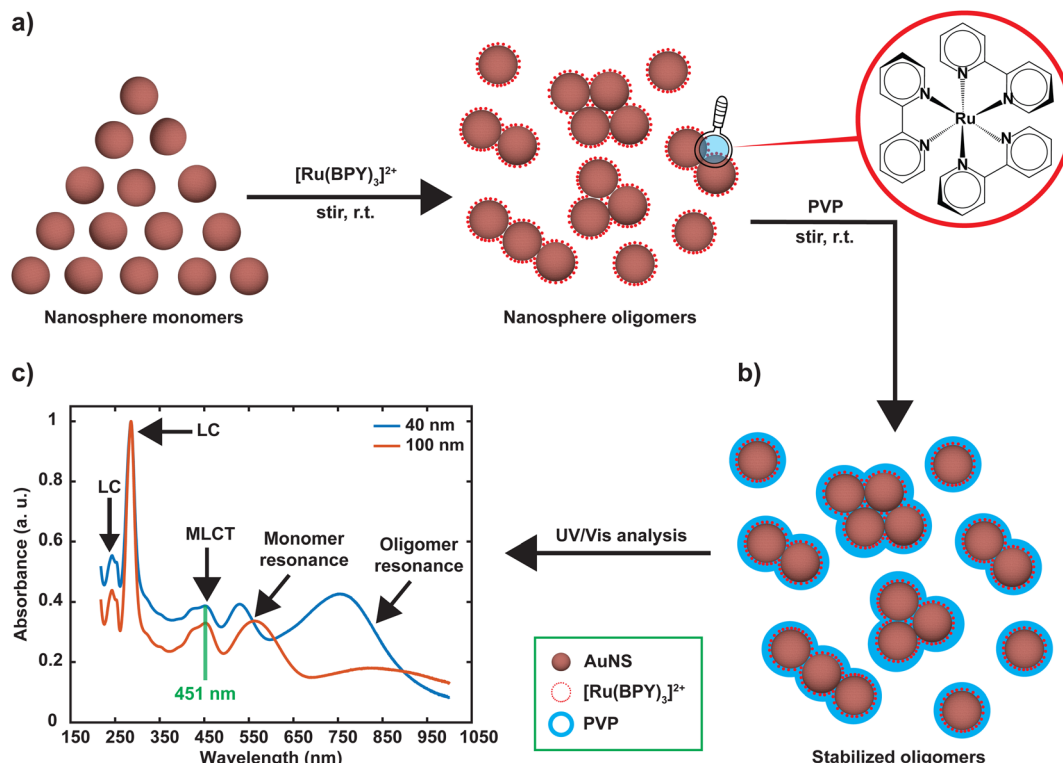 a)
[Ru(BPY)₃]²⁺
stir, r.t.
Nanosphere monomers
Nanosphere oligomers
N
N
N
Ru
N
N
N
PVP
stir, r.t.
b)
Stabilized oligomers
UV/Vis analysis
c)
Absorbance (a. u.)
1
0.8
0.6
0.4
0.2
0
150
250
350
450
550
650
750
850
950
1050
Wavelength (nm)
40 nm
100 nm
LC
LC
MLCT
Monomer
resonance
Oligomer
resonance
451 nm
AuNS
[Ru(BPY)₃]²⁺
PVP